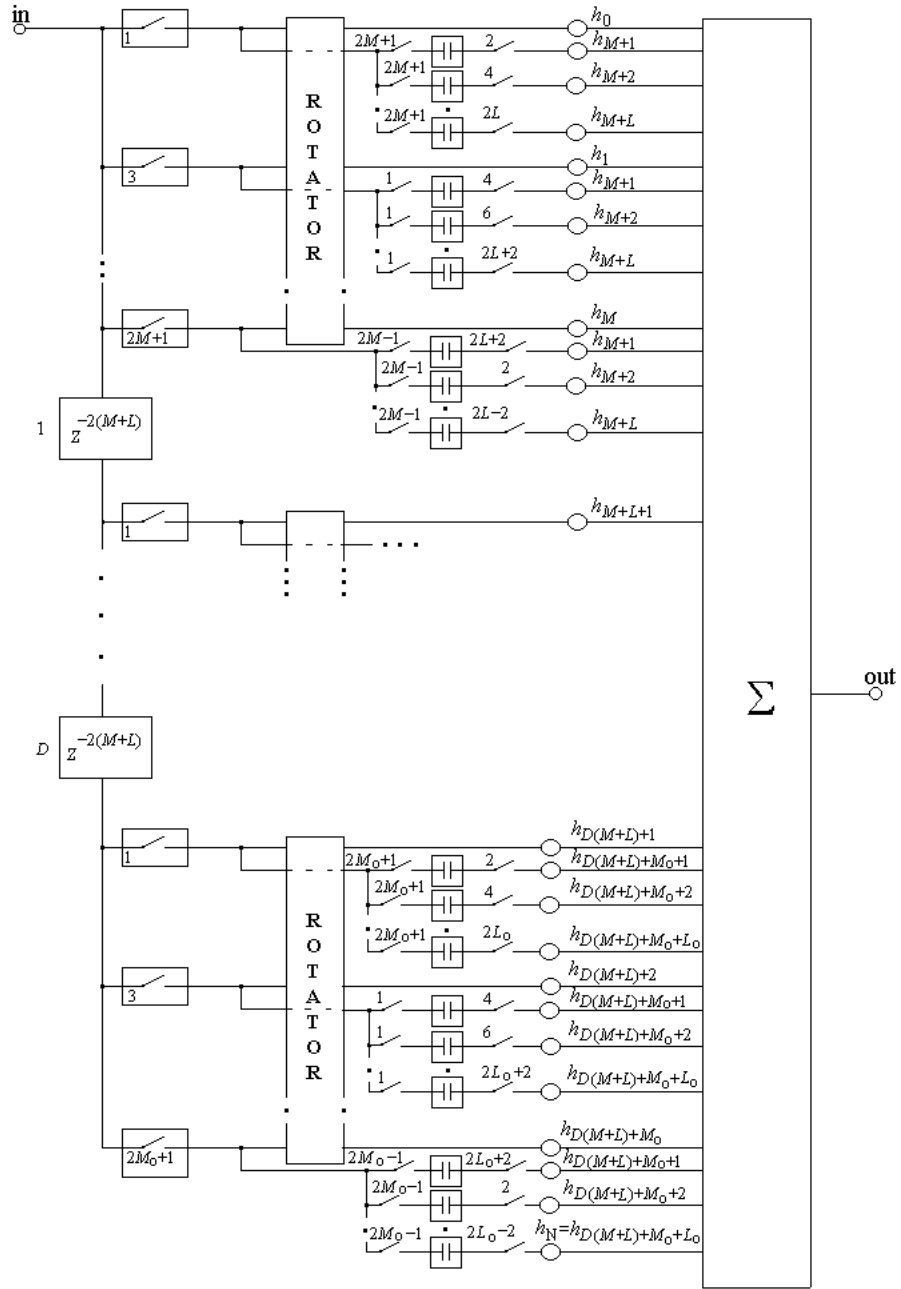 in
1
ROTATOR
h0
2M+1
2
hM+1
2M+1
4
hM+2
2M+1
2L
hM+L
3
h1
1
4
hM+1
1
6
hM+2
1
2L+2
hM+L
2M+1
hM
2M−1
2L+2
hM+1
2M−1
2
hM+2
2M−1
2L−2
hM+L
1
Z−2(M+L)
1
hM+L+1
Σ
out
D
Z−2(M+L)
1
ROTATOR
hD(M+L)+1
2Mo+1
2
hD(M+L)+Mo+1
2Mo+1
4
hD(M+L)+Mo+2
2Mo+1
2Lo
hD(M+L)+Mo+Lo
3
hD(M+L)+2
1
4
hD(M+L)+Mo+1
1
6
hD(M+L)+Mo+2
1
2Lo+2
hD(M+L)+Mo+Lo
2Mo+1
hD(M+L)+Mo
2Mo−1
2Lo+2
hD(M+L)+Mo+1
2Mo−1
2
hD(M+L)+Mo+2
2Mo−1
2Lo−2
hN=hD(M+L)+Mo+Lo